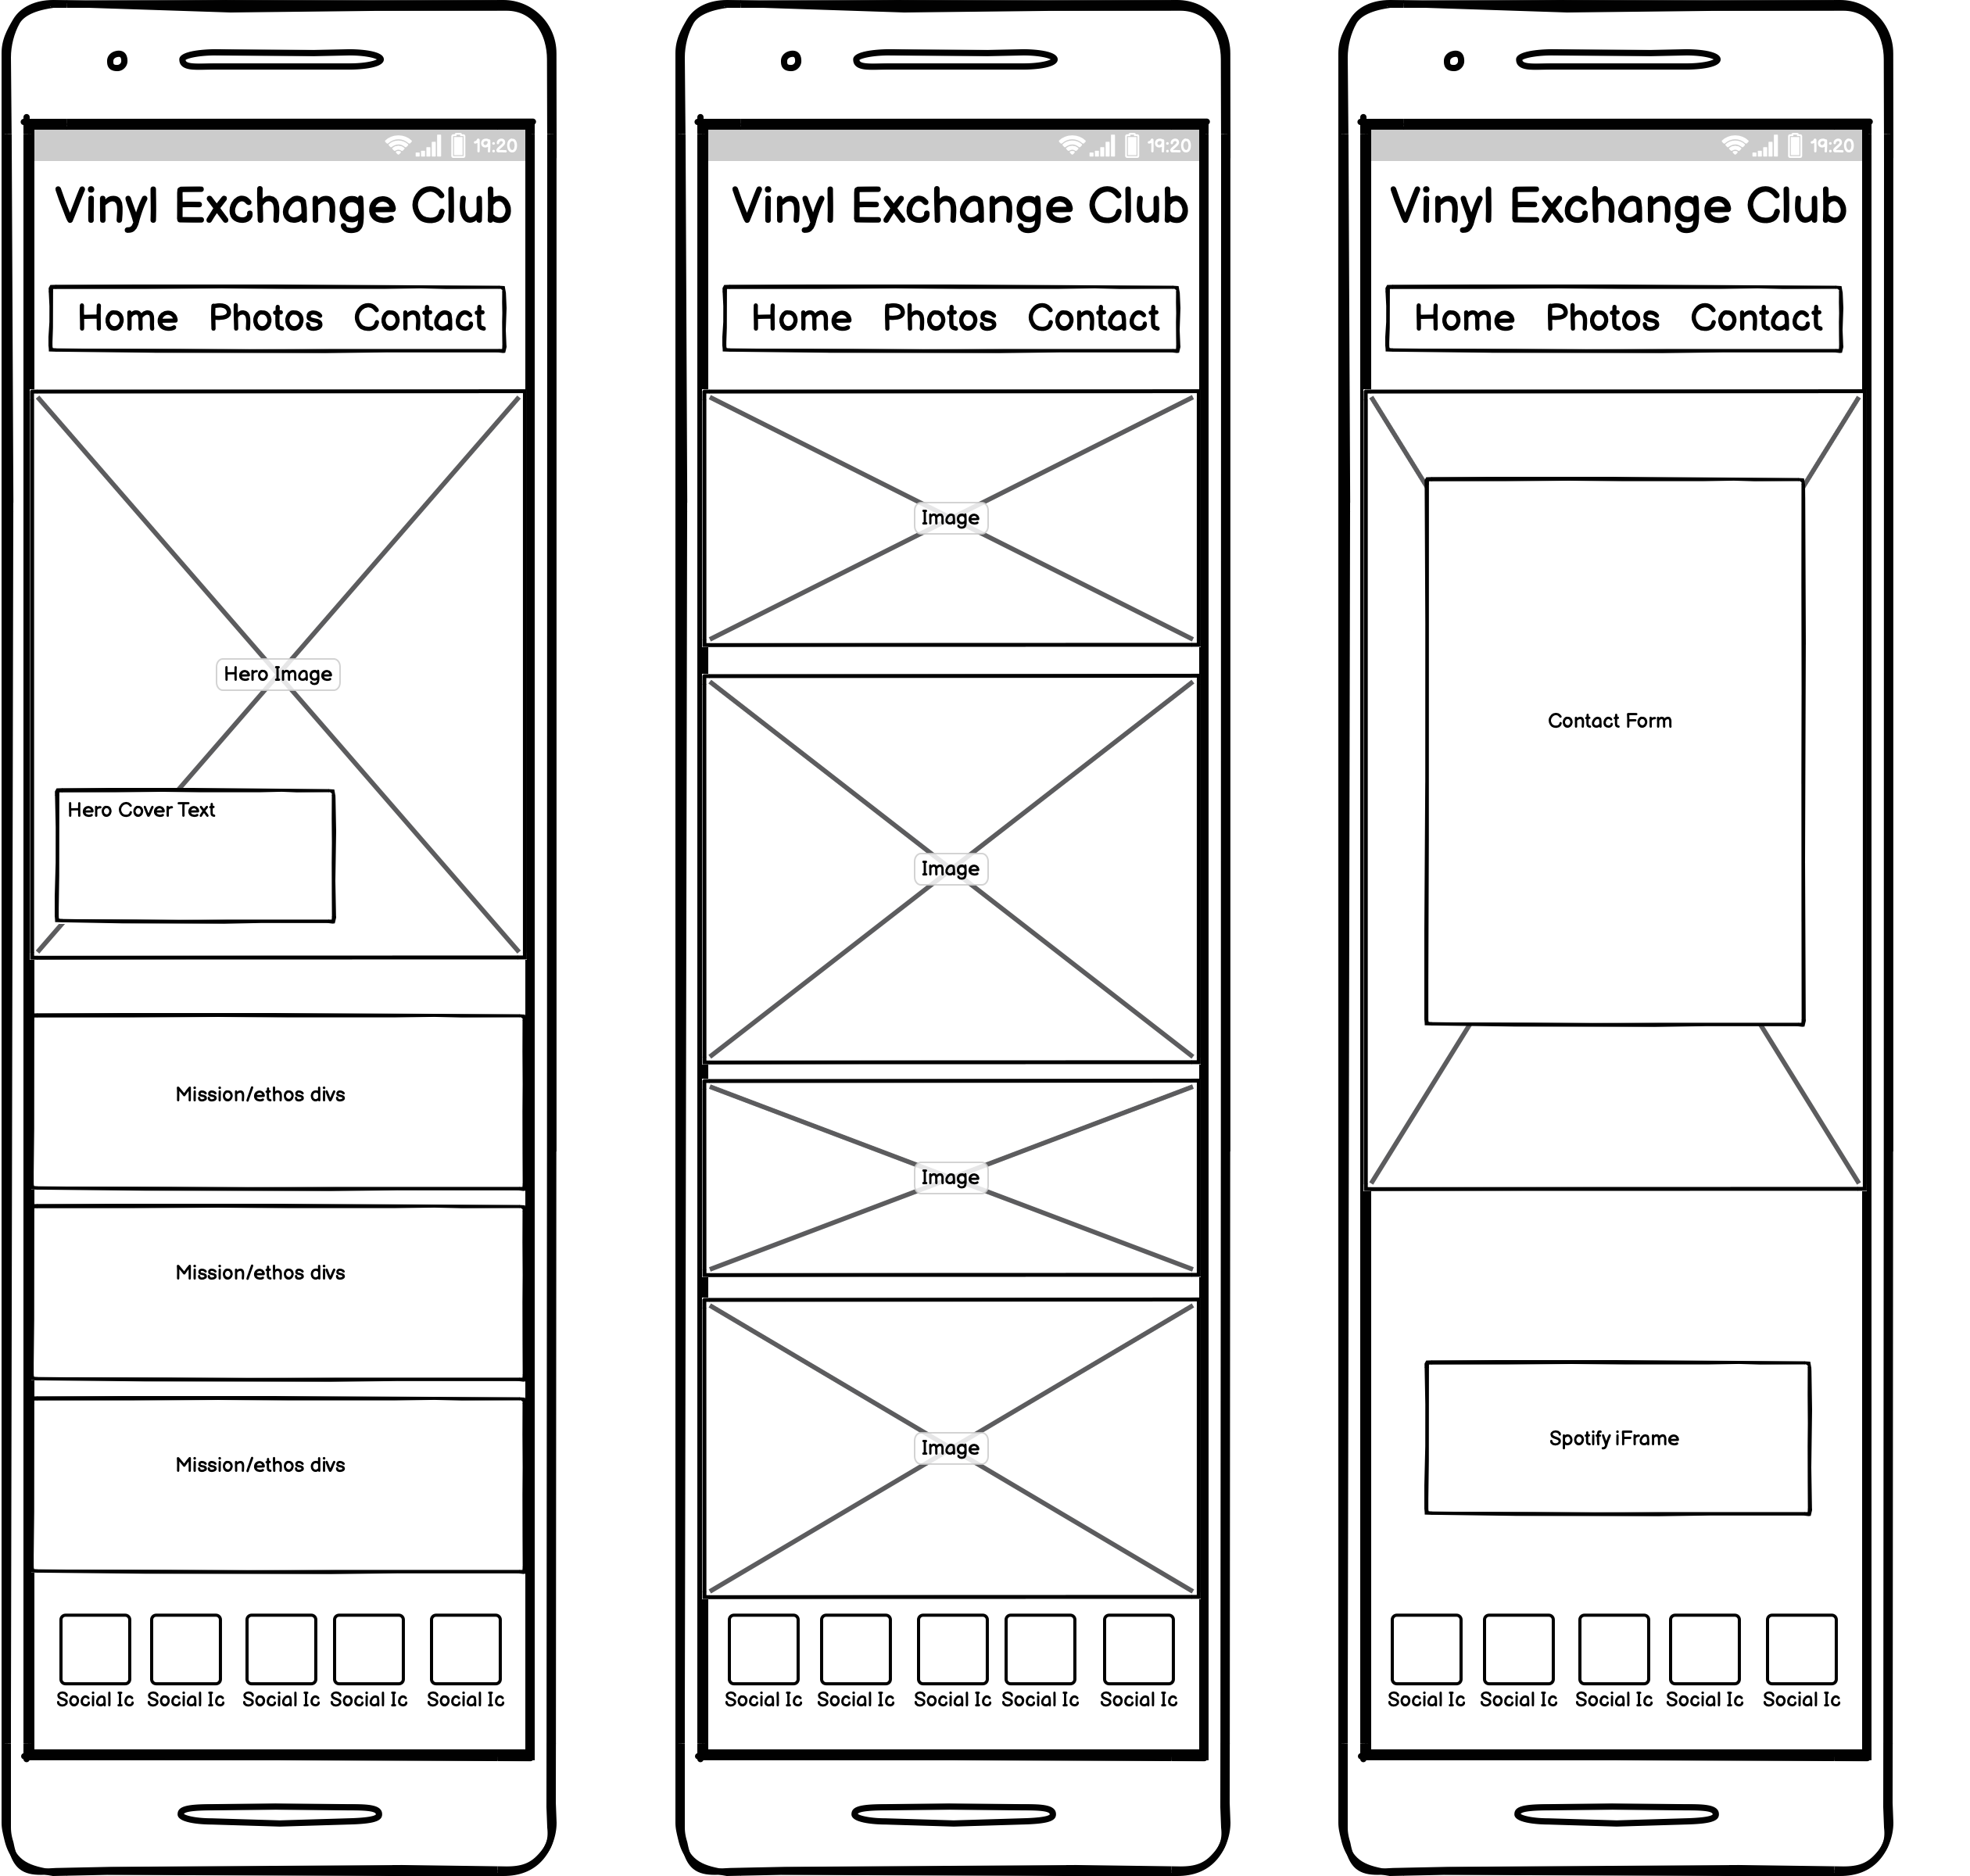 19:20
Vinyl Exchange Club
Home Photos Contact
Hero Image
Hero Cover Text
Mission/ethos divs
Mission/ethos divs
Mission/ethos divs
Social Ic Social Ic Social Ic Social Ic Social Ic
19:20
Vinyl Exchange Club
Home Photos Contact
Image
Image
Image
Image
Social Ic Social Ic Social Ic Social Ic Social Ic
19:20
Vinyl Exchange Club
Home Photos Contact
Contact Form
Spotify iFrame
Social Ic Social Ic Social Ic Social Ic Social Ic